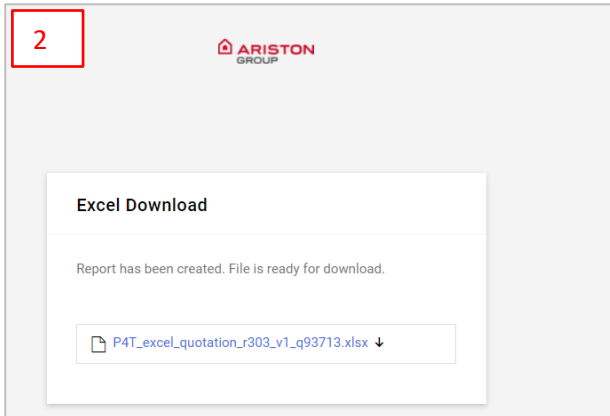 2
ARISTON
GROUP
Excel Download
Report has been created. File is ready for download.
P4T_excel_quotation_r303_v1_q93713.xlsx